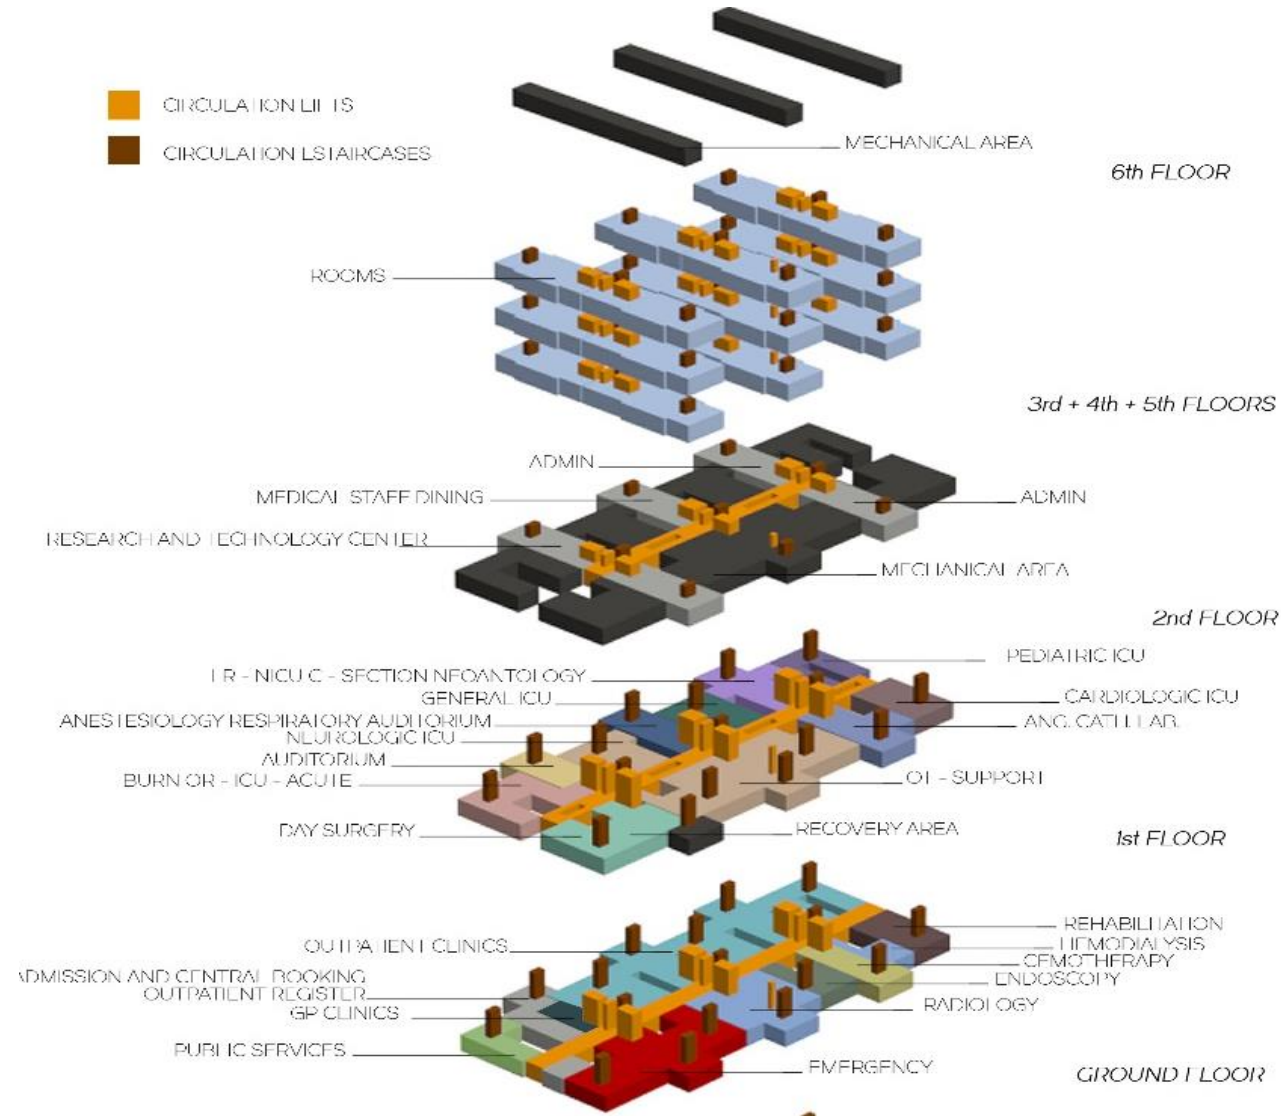 CIRCULATION LIFTS
CIRCULATION LSTAIRCASES
MECHANICAL AREA
6th FLOOR
ROOMS
3rd + 4th + 5th FLOORS
ADMIN
MEDICAL STAFF DINING
ADMIN
RESEARCH AND TECHNOLOGY CENTER
MECHANICAL AREA
2nd FLOOR
PEDIATRIC ICU
LR - NICU C - SECTION NEOANTOLOGY
GENERAL ICU
CARDIOLOGIC ICU
ANESTESIOLOGY RESPIRATORY AUDITORIUM
ANG. CATH. LAB.
NEUROLOGIC ICU
AUDITORIUM
BURN OR - ICU - ACUTE
OT - SUPPORT
DAY SURGERY
RECOVERY AREA
1st FLOOR
REHABILITATION
OUTPATIENT CLINICS
HEMODIALYSIS
CEMOTHERAPY
ADMISSION AND CENTRAL BOOKING
ENDOSCOPY
OUTPATIENT REGISTER
RADIOLOGY
GP CLINICS
PUBLIC SERVICES
EMERGENCY
GROUND FLOOR